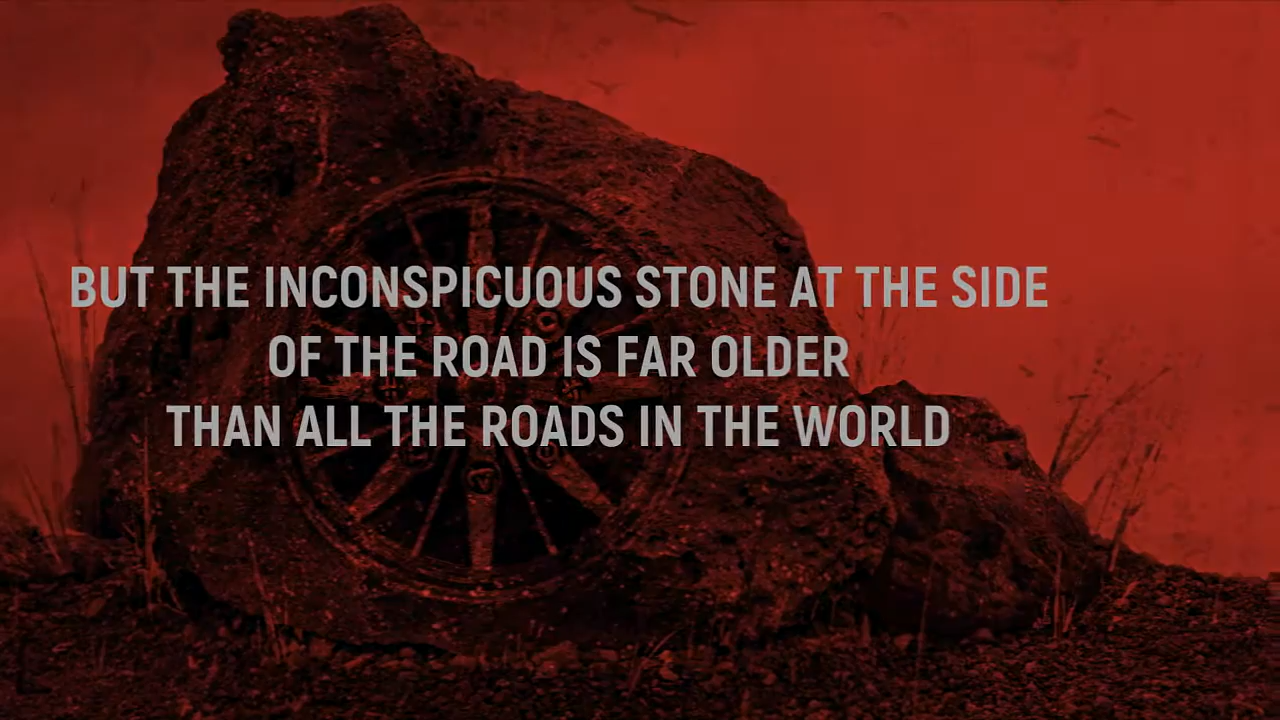 BUT THE INCONSPICUOUS STONE AT THE SIDE
OF THE ROAD IS FAR OLDER
THAN ALL THE ROADS IN THE WORLD